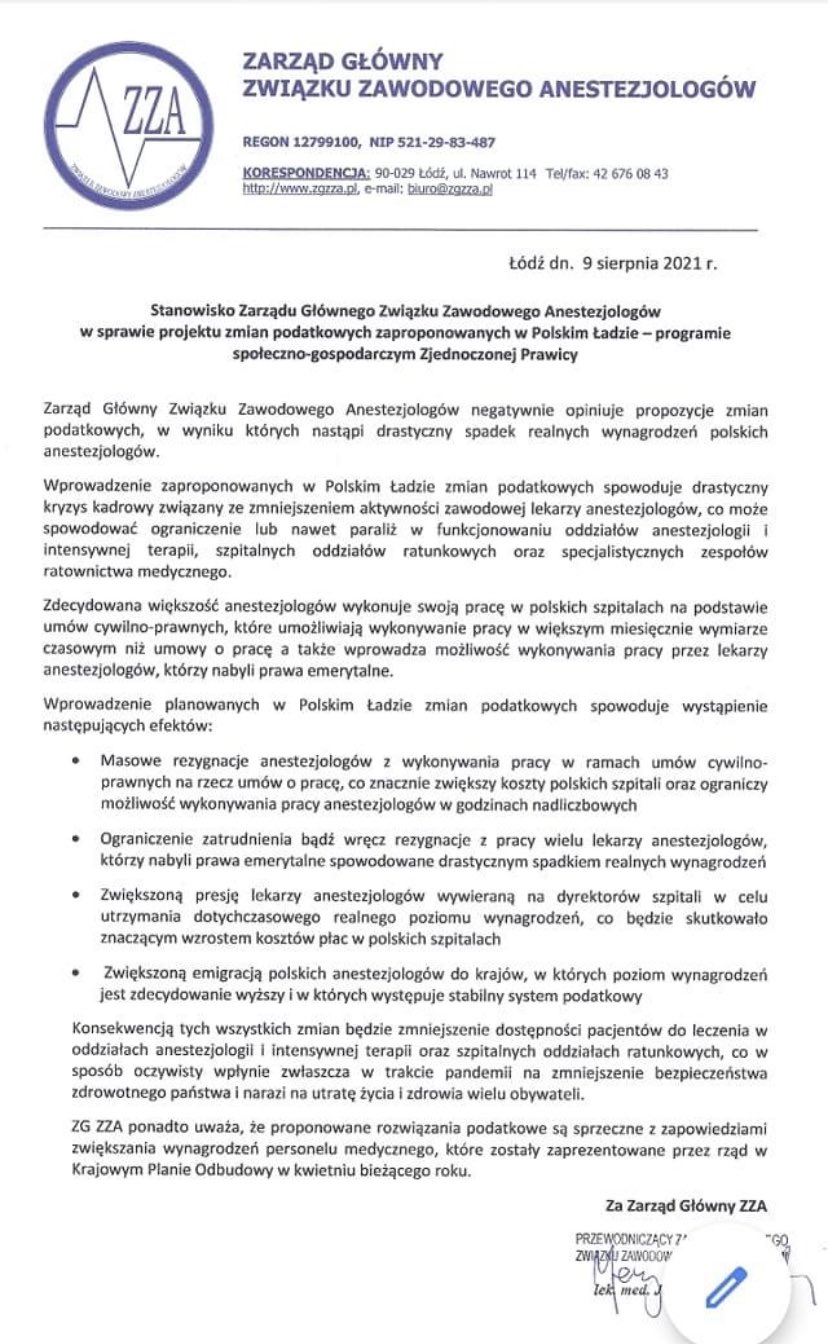 ZZA
ZWIĄZEK ZAWODOWY ANESTEZJOLOGÓW
ZARZĄD GŁÓWNY
ZWIĄZKU ZAWODOWEGO ANESTEZJOLOGÓW
REGON 12799100, NIP 521-29-83-487
KORESPONDENCJA: 90-029 Łódź, ul. Nawrot 114 Tel/fax: 42 676 08 43
http://www.zgzza.pl, e-mail: biuro@zgzza.pl
Łódź dn. 9 sierpnia 2021 r.
Stanowisko Zarządu Głównego Związku Zawodowego Anestezjologów
w sprawie projektu zmian podatkowych zaproponowanych w Polskim Ładzie – programie
społeczno-gospodarczym Zjednoczonej Prawicy
Zarząd Główny Związku Zawodowego Anestezjologów negatywnie opiniuje propozycje zmian
podatkowych, w wyniku których nastąpi drastyczny spadek realnych wynagrodzeń polskich
anestezjologów.
Wprowadzenie zaproponowanych w Polskim Ładzie zmian podatkowych spowoduje drastyczny
kryzys kadrowy związany ze zmniejszeniem aktywności zawodowej lekarzy anestezjologów, co może
spowodować ograniczenie lub nawet paraliż w funkcjonowaniu oddziałów anestezjologii i
intensywnej terapii, szpitalnych oddziałów ratunkowych oraz specjalistycznych zespołów
ratownictwa medycznego.
Zdecydowana większość anestezjologów wykonuje swoją pracę w polskich szpitalach na podstawie
umów cywilno-prawnych, które umożliwiają wykonywanie pracy w większym miesięcznie wymiarze
czasowym niż umowy o pracę a także wprowadza możliwość wykonywania pracy przez lekarzy
anestezjologów, którzy nabyli prawa emerytalne.
Wprowadzenie planowanych w Polskim Ładzie zmian podatkowych spowoduje wystąpienie
następujących efektów:
• Masowe rezygnacje anestezjologów z wykonywania pracy w ramach umów cywilno-
prawnych na rzecz umów o pracę, co znacznie zwiększy koszty polskich szpitali oraz ograniczy
możliwość wykonywania pracy anestezjologów w godzinach nadliczbowych
• Ograniczenie zatrudnienia bądź wręcz rezygnacje z pracy wielu lekarzy anestezjologów,
którzy nabyli prawa emerytalne spowodowane drastycznym spadkiem realnych wynagrodzeń
• Zwiększoną presję lekarzy anestezjologów wywieraną na dyrektorów szpitali w celu
utrzymania dotychczasowego realnego poziomu wynagrodzeń, co będzie skutkowało
znaczącym wzrostem kosztów płac w polskich szpitalach
• Zwiększoną emigracją polskich anestezjologów do krajów, w których poziom wynagrodzeń
jest zdecydowanie wyższy i w których występuje stabilny system podatkowy
Konsekwencją tych wszystkich zmian będzie zmniejszenie dostępności pacjentów do leczenia w
oddziałach anestezjologii i intensywnej terapii oraz szpitalnych oddziałach ratunkowych, co w
sposób oczywisty wpłynie zwłaszcza w trakcie pandemii na zmniejszenie bezpieczeństwa
zdrowotnego państwa i narazi na utratę życia i zdrowia wielu obywateli.
ZG ZZA ponadto uważa, że proponowane rozwiązania podatkowe są sprzeczne z zapowiedziami
zwiększania wynagrodzeń personelu medycznego, które zostały zaprezentowane przez rząd w
Krajowym Planie Odbudowy w kwietniu bieżącego roku.
Za Zarząd Główny ZZA
PRZEWODNICZĄCY
ZWIĄZKU
lek. med. J